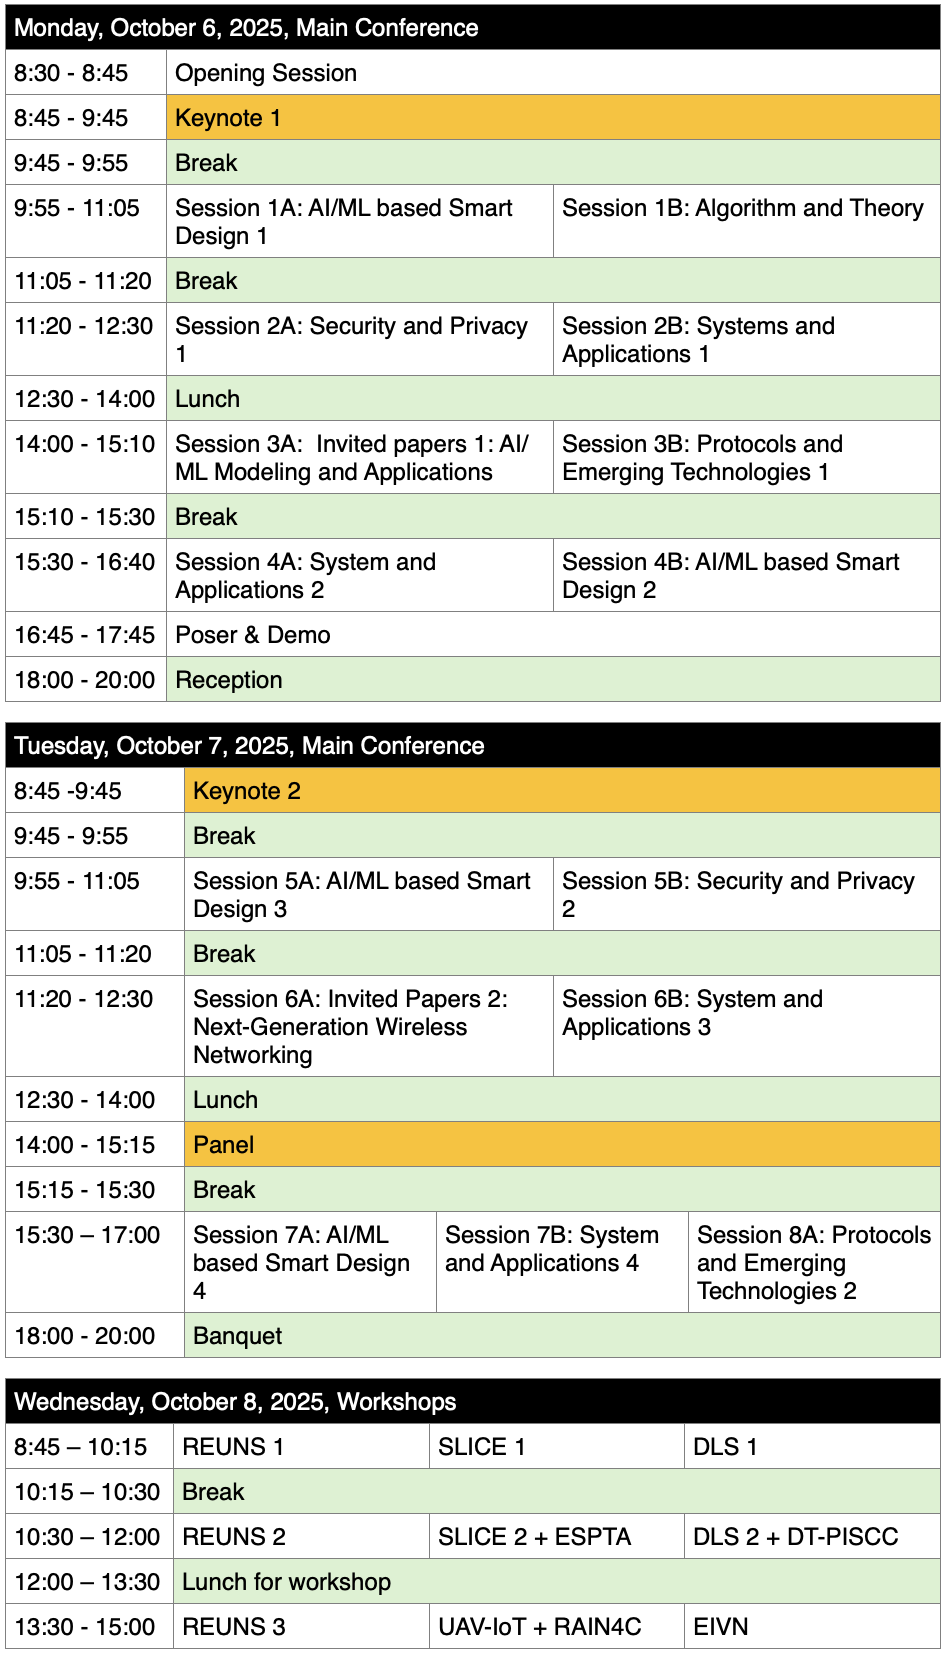 Monday, October 6, 2025, Main Conference
8:30 - 8:45 Opening Session
8:45 - 9:45 Keynote 1
9:45 - 9:55 Break
9:55 - 11:05 Session 1A: AI/ML based Smart Session 1B: Algorithm and Theory
Design 1
11:05 - 11:20 Break
11:20 - 12:30 Session 2A: Security and Privacy Session 2B: Systems and
1 Applications 1
12:30 - 14:00 Lunch
14:00 - 15:10 Session 3A:  Invited papers 1: AI/ Session 3B: Protocols and
ML Modeling and Applications Emerging Technologies 1
15:10 - 15:30 Break
15:30 - 16:40 Session 4A: System and Session 4B: AI/ML based Smart
Applications 2 Design 2
16:45 - 17:45 Poser & Demo
18:00 - 20:00 Reception
Tuesday, October 7, 2025, Main Conference
8:45 -9:45 Keynote 2
9:45 - 9:55 Break
9:55 - 11:05 Session 5A: AI/ML based Smart Session 5B: Security and Privacy
Design 3 2
11:05 - 11:20 Break
11:20 - 12:30 Session 6A: Invited Papers 2: Session 6B: System and
Next-Generation Wireless Applications 3
Networking
12:30 - 14:00 Lunch
14:00 - 15:15 Panel
15:15 - 15:30 Break
15:30 – 17:00 Session 7A: AI/ML Session 7B: System Session 8A: Protocols
based Smart Design and Applications 4 and Emerging
4 Technologies 2
18:00 - 20:00 Banquet
Wednesday, October 8, 2025, Workshops
8:45 – 10:15 REUNS 1 SLICE 1 DLS 1
10:15 – 10:30 Break
10:30 – 12:00 REUNS 2 SLICE 2 + ESPTA DLS 2 + DT-PISCC
12:00 – 13:30 Lunch for workshop
13:30 - 15:00 REUNS 3 UAV-IoT + RAIN4C EIVN